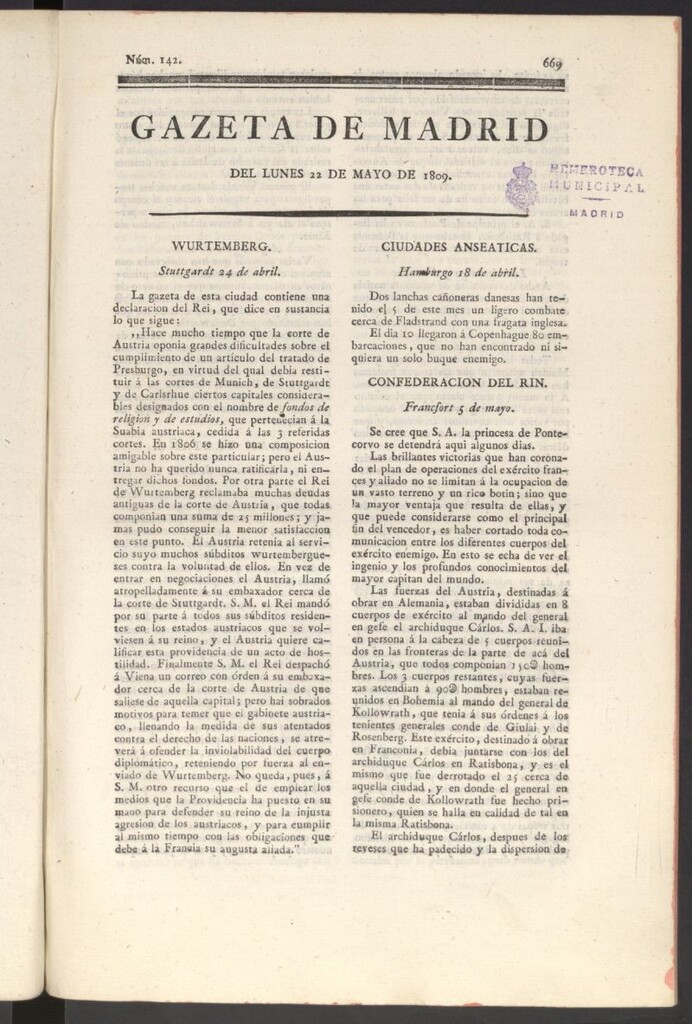 Núm. 142.
669
GAZETA DE MADRID
DEL LUNES 22 DE MAYO DE 1809.
HEMEROTECA
MUNICIPAL
MADRID
WURTEMBERG.
Stuttgardt 24 de abril.
La gazeta de esta ciudad contiene una
declaracion del Rei, que dice en sustancia
lo que sigue:
,,Hace mucho tiempo que la corte de
Austria oponia grandes dificultades sobre el
cumplimiento de un artículo del tratado de
Presburgo, en virtud del qual debia resti-
tuir á las cortes de Munich, de Stuttgardt
y de Carlsrhue ciertos capitales considera-
bles designados con el nombre de fondos de
religion y de estudios, que pertenecian á la
Suabia austriaca, cedida á las 3 referidas
cortes. En 1806 se hizo una composicion
amigable sobre este particular; pero el Aus-
tria no ha querido nunca ratificarla, ni en-
tregar dichos fondos. Por otra parte el Rei
de Wurtemberg reclamaba muchas deudas
antiguas de la corte de Austria, que todas
componian una suma de 25 millones; y ja-
mas pudo conseguir la menor satisfaccion
en este punto. El Austria retenia al servi-
cio suyo muchos súbditos wurtembergue-
ses contra la voluntad de ellos. En vez de
entrar en negociaciones el Austria, llamó
atropelladamente á su embaxador cerca de
la corte de Stuttgardt. S. M. el Rei mandó
por su parte á todos sus súbditos residen-
tes en los estados austriacos que se vol-
viesen á su reino, y el Austria quiere ca-
lificar esta providencia de un acto de hos-
tilidad. Finalmente S. M. el Rei despachó
á Viena un correo con órden á su embaxa-
dor cerca de la corte de Austria de que
saliese de aquella capital; pero hai sobrados
motivos para temer que el gabinete austria-
co, llenando la medida de sus atentados
contra el derecho de las naciones, se atre-
verá á ofender la inviolabilidad del cuerpo
diplomático, reteniendo por fuerza al en-
viado de Wurtemberg. No queda, pues, á
S. M. otro recurso que el de emplear los
medios que la Providencia ha puesto en su
mano para defender su reino de la injusta
agresion de los austriacos, y para cumplir
al mismo tiempo con las obligaciones que
debe á la Francia su augusta aliada."
CIUDADES ANSEATICAS.
Hamburgo 18 de abril.
Dos lanchas cañoneras danesas han te-
nido el 5 de este mes un ligero combate
cerca de Fladstrand con una fragata inglesa.
El dia 10 llegaron á Copenhague 80 em-
barcaciones, que no han encontrado ni si-
quiera un solo buque enemigo.
CONFEDERACION DEL RIN.
Francfort 5 de mayo.
Se cree que S. A. la princesa de Ponte-
corvo se detendrá aqui algunos dias.
Las brillantes victorias que han corona-
do el plan de operaciones del exército fran-
ces y aliado no se limitan á la ocupacion de
un vasto terreno y un rico botin; sino que
la mayor ventaja que resulta de ellas, y
que puede considerarse como el principal
fin del vencedor, es haber cortado toda co-
municacion entre los diferentes cuerpos del
exército enemigo. En esto se echa de ver el
ingenio y los profundos conocimientos del
mayor capitan del mundo.
Las fuerzas del Austria, destinadas á
obrar en Alemania, estaban divididas en 8
cuerpos de exército al mando del general
en gefe el archiduque Cárlos. S. A. I. iba
en persona á la cabeza de 5 cuerpos reuni-
dos en las fronteras de la parte de acá del
Austria, que todos componian 150@ hom-
bres. Los 3 cuerpos restantes, cuyas fuer-
zas ascendian á 90@ hombres, estaban re-
unidos en Bohemia al mando del general de
Kollowrath, que tenia á sus órdenes á los
tenientes generales conde de Giulai y de
Rosenberg. Este exército, destinado á obrar
en Franconia, debia juntarse con los del
archiduque Cárlos en Ratisbona, y es el
mismo que fue derrotado el 25 cerca de
aquella ciudad, y en donde el general en
gefe conde de Kollowrath fue hecho pri-
sionero, quien se halla en calidad de tal en
la misma Ratisbona.
El archiduque Cárlos, despues de los
reveses que ha padecido y la dispersion de